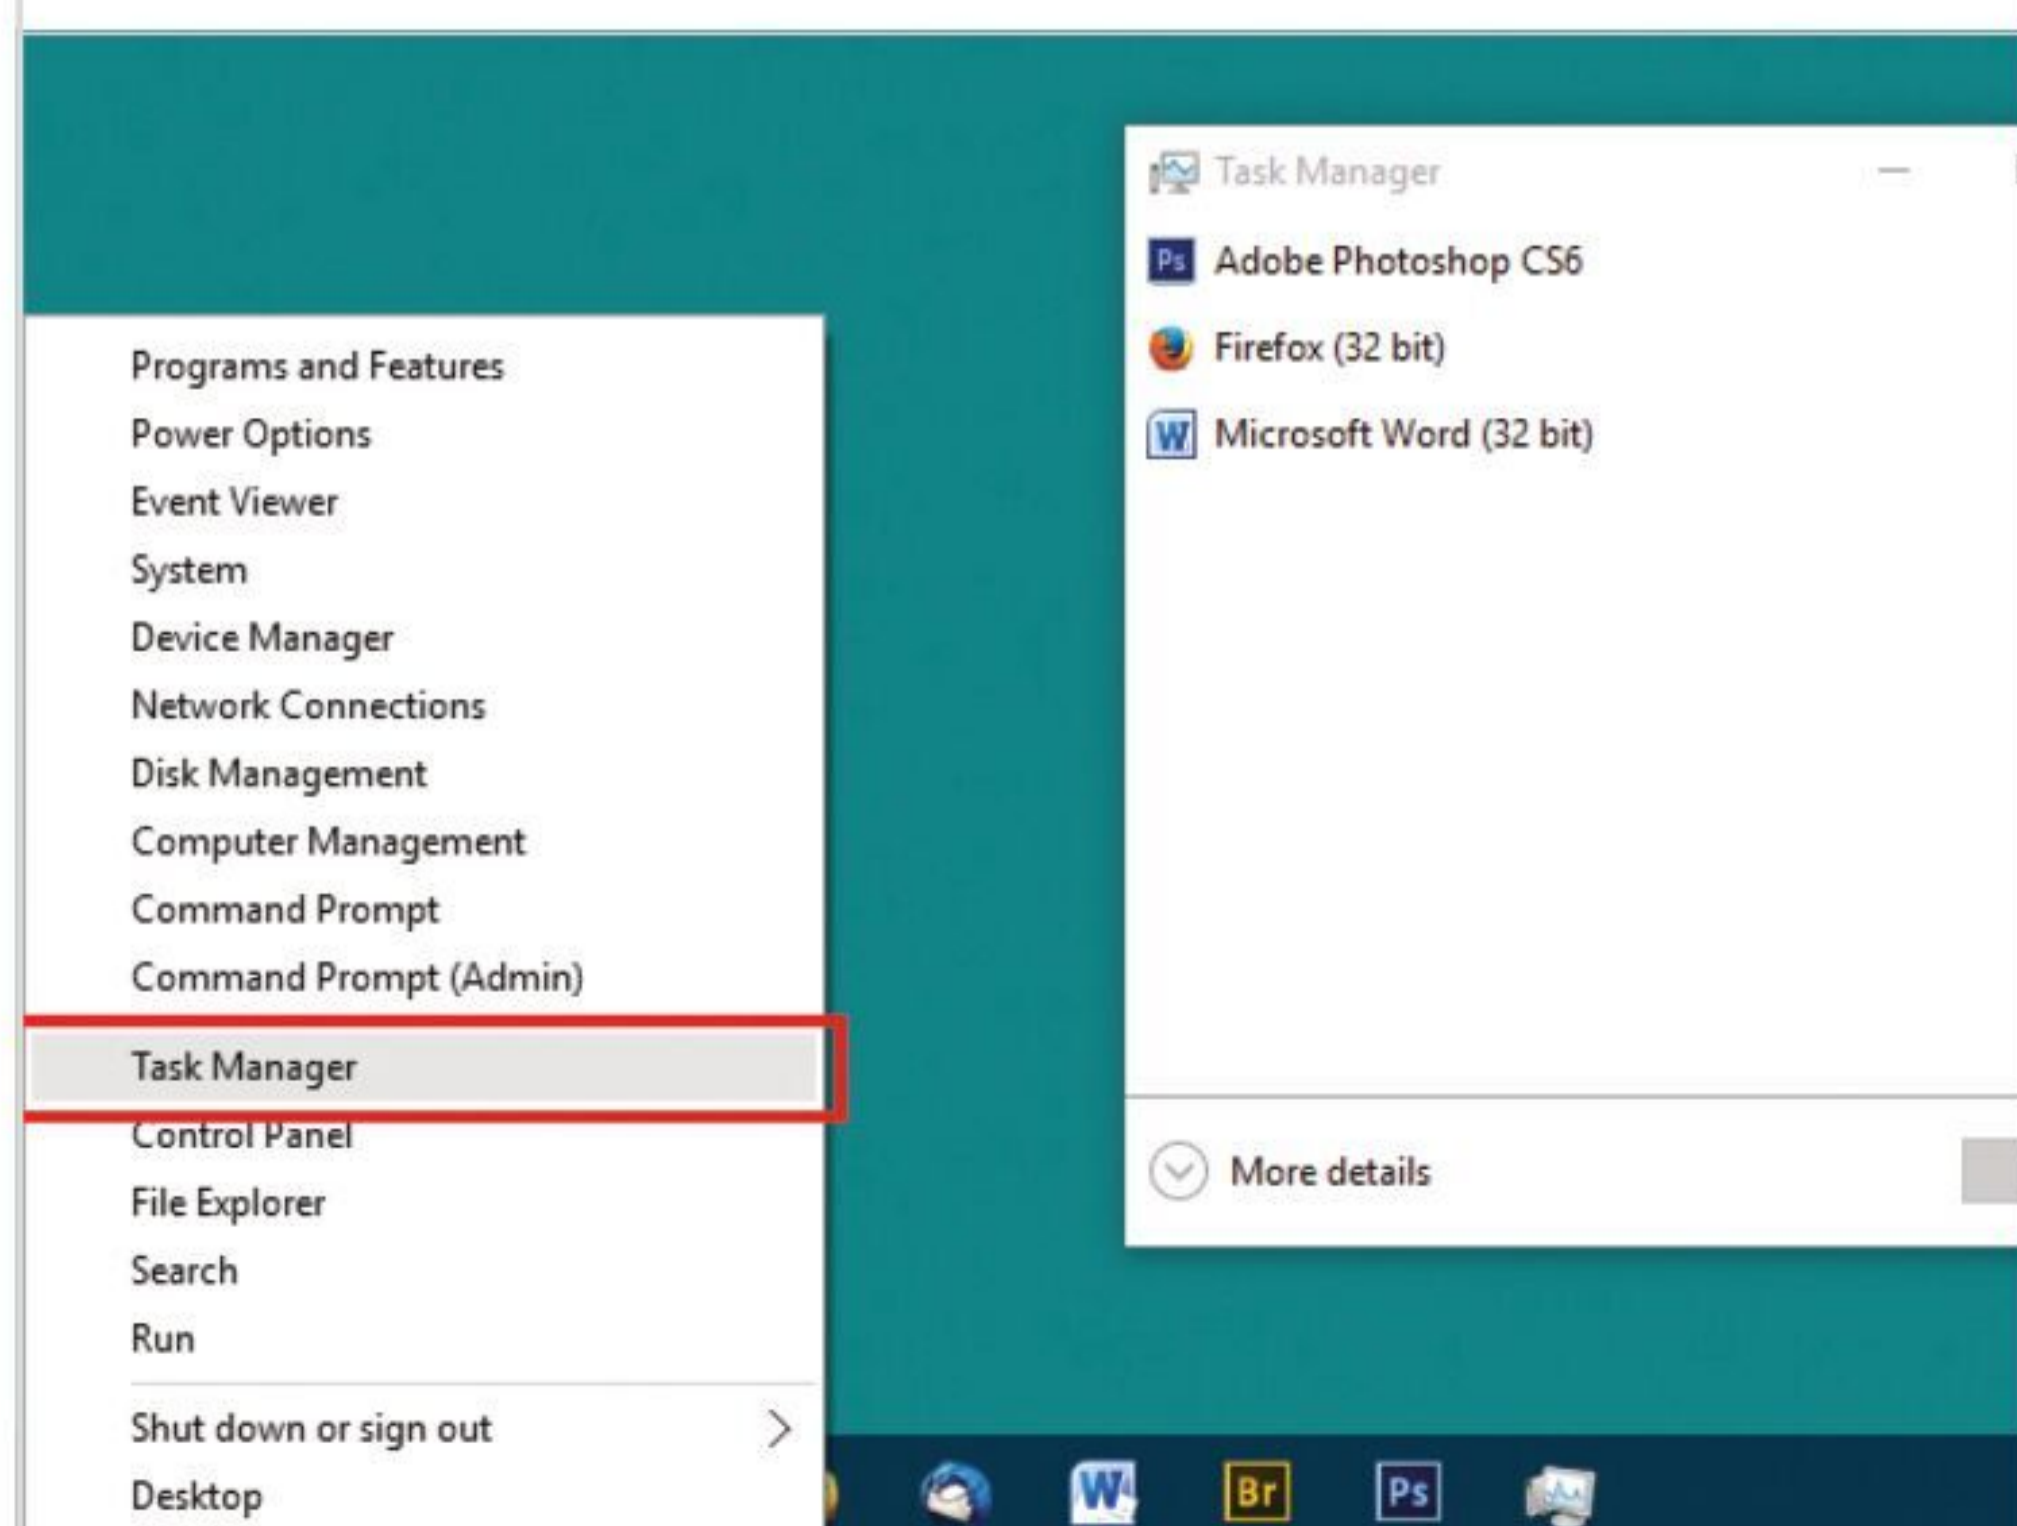 Programs and Features
Power Options
Event Viewer
System
Device Manager
Network Connections
Disk Management
Computer Management
Command Prompt
Command Prompt (Admin)
Task Manager
Control Panel
File Explorer
Search
Run
Shut down or sign out
Desktop
Task Manager
Ps Adobe Photoshop CS6
Firefox (32 bit)
W Microsoft Word (32 bit)
More details
W Br Ps